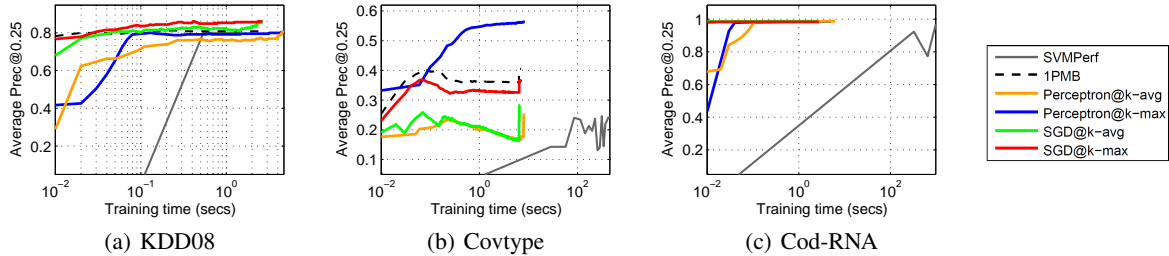 Average Prec@0.25
0.8
0.6
0.4
0.2
10^-2
10^-1
10^0
Training time (secs)
(a) KDD08
Average Prec@0.25
0.6
0.5
0.4
0.3
0.2
0.1
10^-2
10^0
10^2
Training time (secs)
(b) Covtype
Average Prec@0.25
1
0.8
0.6
0.4
0.2
10^-2
10^0
10^2
Training time (secs)
(c) Cod-RNA
SVMPerf
1PMB
Perceptron@k−avg
Perceptron@k−max
SGD@k−avg
SGD@k−max